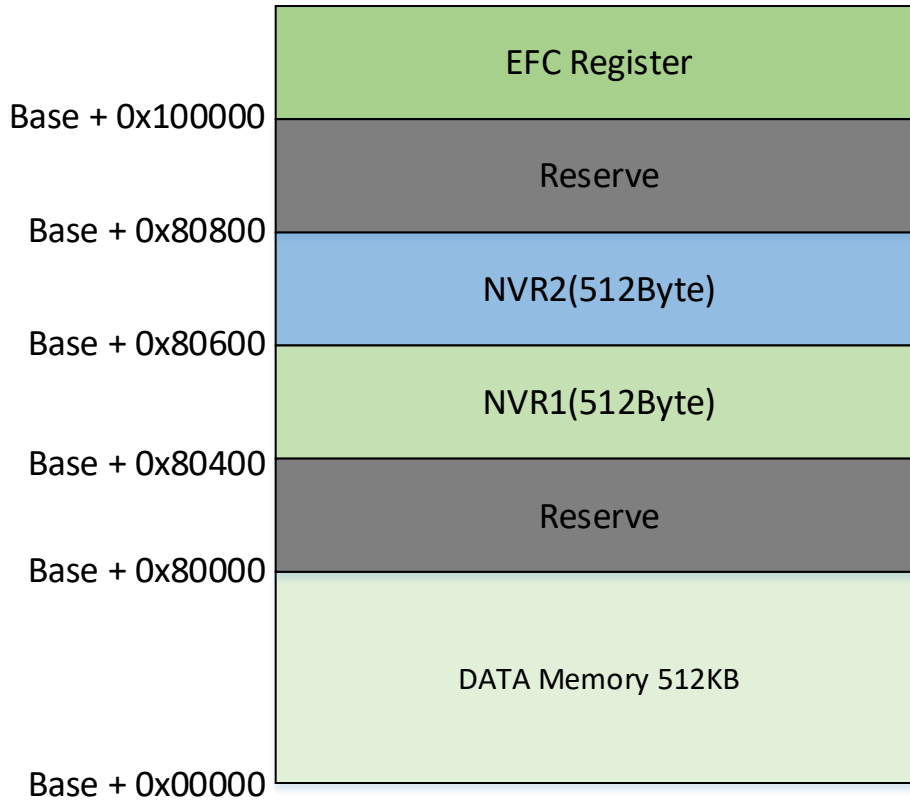 EFC Register
Base + 0x100000
Reserve
Base + 0x80800
NVR2(512Byte)
Base + 0x80600
NVR1(512Byte)
Base + 0x80400
Reserve
Base + 0x80000
DATA Memory 512KB
Base + 0x00000